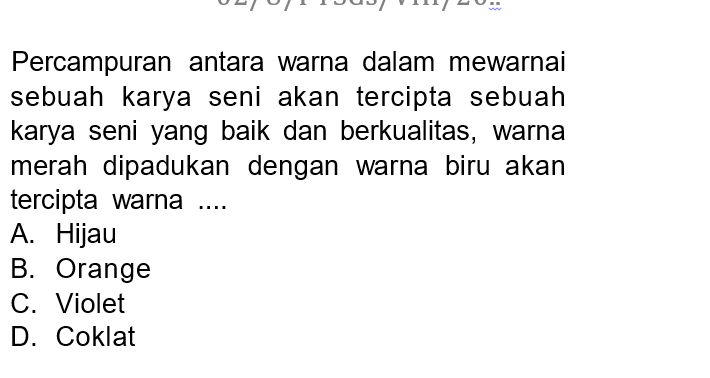 Percampuran antara warna dalam mewarnai
sebuah karya seni akan tercipta sebuah
karya seni yang baik dan berkualitas, warna
merah dipadukan dengan warna biru akan
tercipta warna ....
A. Hijau
B. Orange
C. Violet
D. Coklat